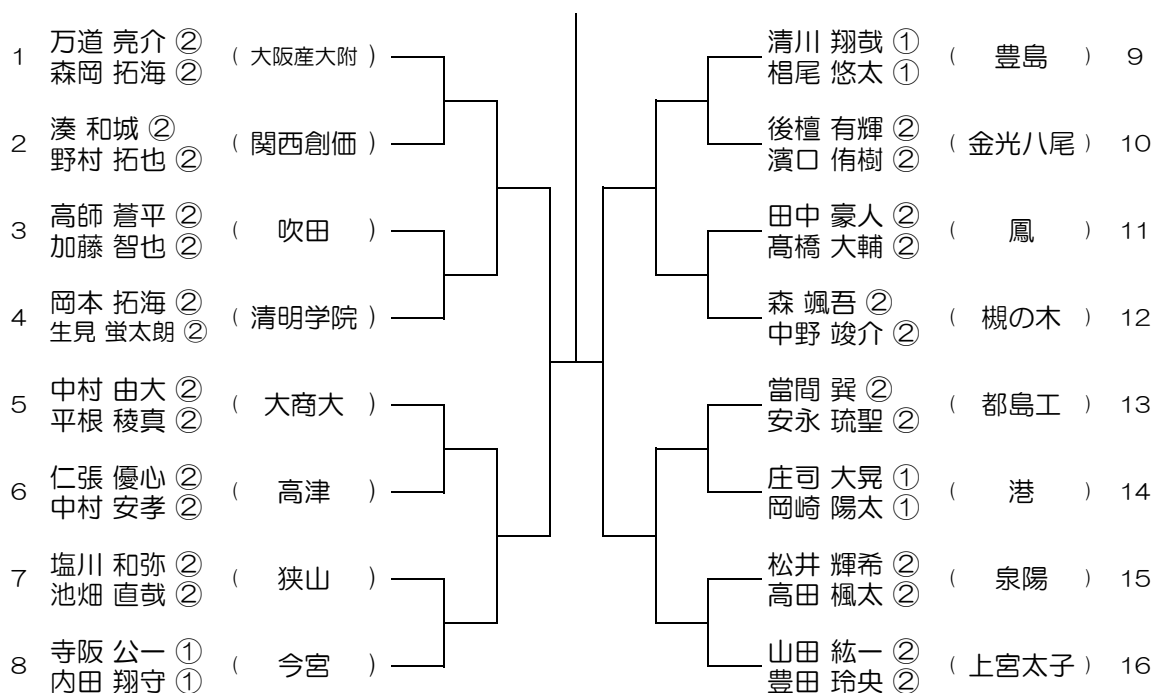 1 万道 亮介 ② ( 大阪産大附 )
森岡 拓海 ②
2 湊 和城 ② ( 関西創価 )
野村 拓也 ②
3 高師 蒼平 ② ( 吹田 )
加藤 智也 ②
4 岡本 拓海 ② ( 清明学院 )
生見 蛍太朗 ②
5 中村 由大 ② ( 大商大 )
平根 稜真 ②
6 仁張 優心 ② ( 高津 )
中村 安孝 ②
7 塩川 和弥 ② ( 狭山 )
池畑 直哉 ②
8 寺阪 公一 ① ( 今宮 )
内田 翔守 ①
清川 翔哉 ① ( 豊島 ) 9
椙尾 悠太 ①
後檀 有輝 ② ( 金光八尾 ) 10
濱口 侑樹 ②
田中 豪人 ② ( 鳳 ) 11
髙橋 大輔 ②
森 颯吾 ② ( 槻の木 ) 12
中野 竣介 ②
當間 巽 ② ( 都島工 ) 13
安永 琉聖 ②
庄司 大晃 ① ( 港 ) 14
岡崎 陽太 ①
松井 輝希 ② ( 泉陽 ) 15
高田 楓太 ②
山田 紘一 ② ( 上宮太子 ) 16
豊田 玲央 ②